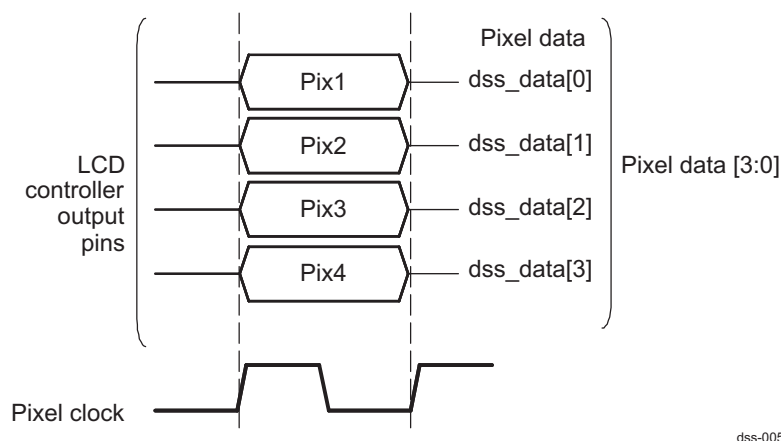 Pixel data
Pix1
dss_data[0]
Pix2
dss_data[1]
LCD
controller
output
pins
Pixel data [3:0]
Pix3
dss_data[2]
Pix4
dss_data[3]
Pixel clock